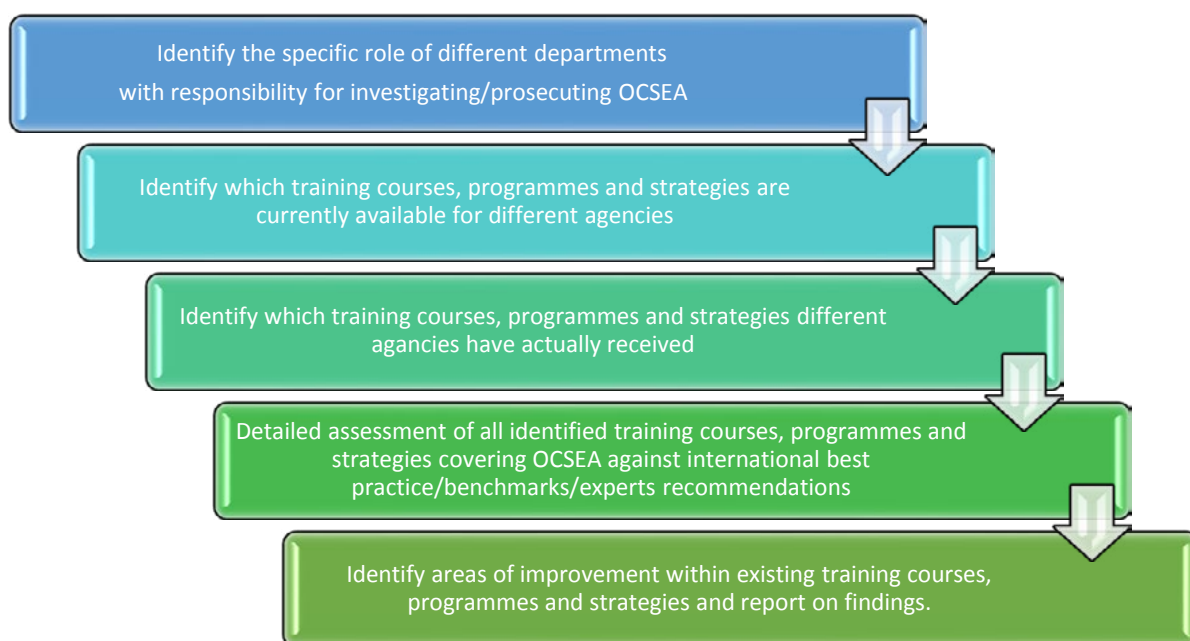 Identify the specific role of different departments
with responsibility for investigating/prosecuting OCSEA
Identify which training courses, programmes and strategies are
currently available for different agencies
Identify which training courses, programmes and strategies different
agancies have actually received
Detailed assessment of all identified training courses, programmes and
strategies covering OCSEA against international best
practice/benchmarks/experts recommendations
Identify areas of improvement within existing training courses,
programmes and strategies and report on findings.